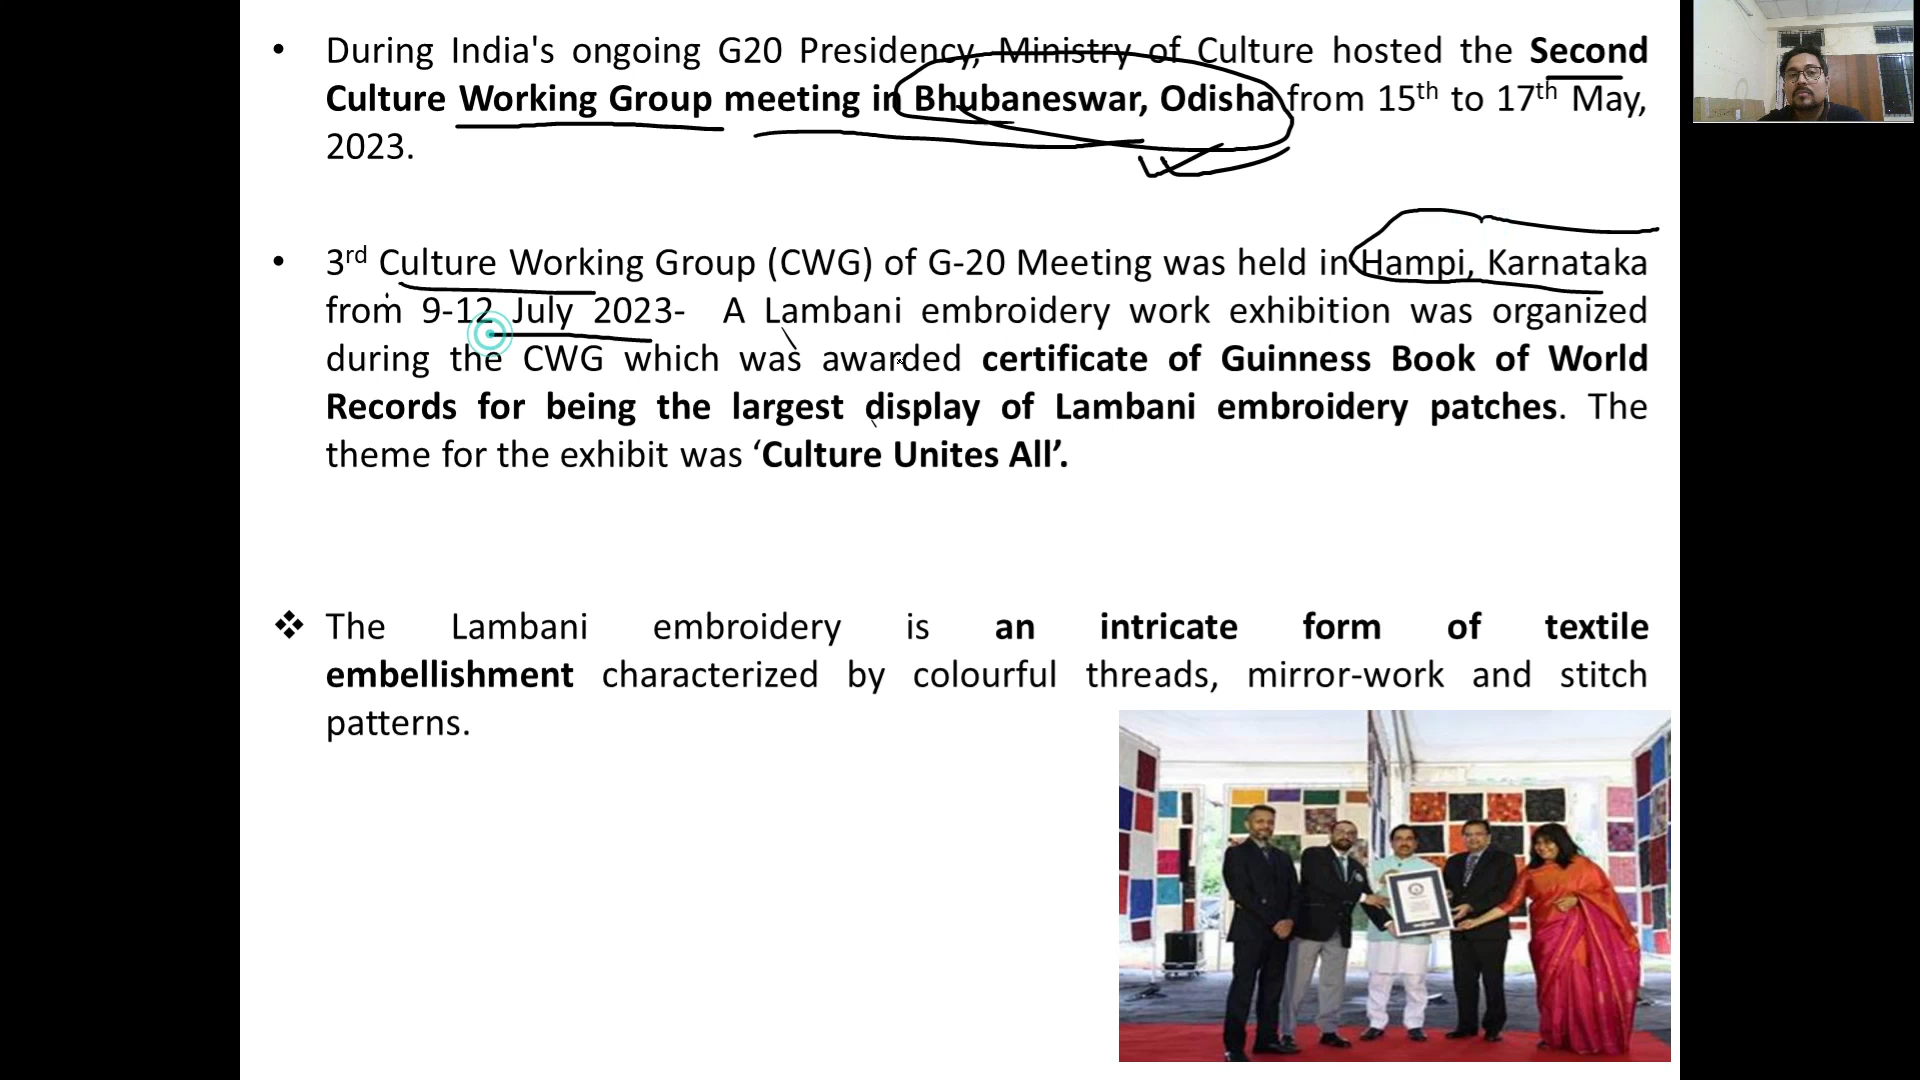 • During India's ongoing G20 Presidency, Ministry of Culture hosted the Second
Culture Working Group meeting in Bhubaneswar, Odisha from 15th to 17th May,
2023.
• 3rd Culture Working Group (CWG) of G-20 Meeting was held in Hampi, Karnataka
from 9-12 July 2023- A Lambani embroidery work exhibition was organized
during the CWG which was awarded certificate of Guinness Book of World
Records for being the largest display of Lambani embroidery patches. The
theme for the exhibit was ‘Culture Unites All’.
❖ The Lambani embroidery is an intricate form of textile
embellishment characterized by colourful threads, mirror-work and stitch
patterns.